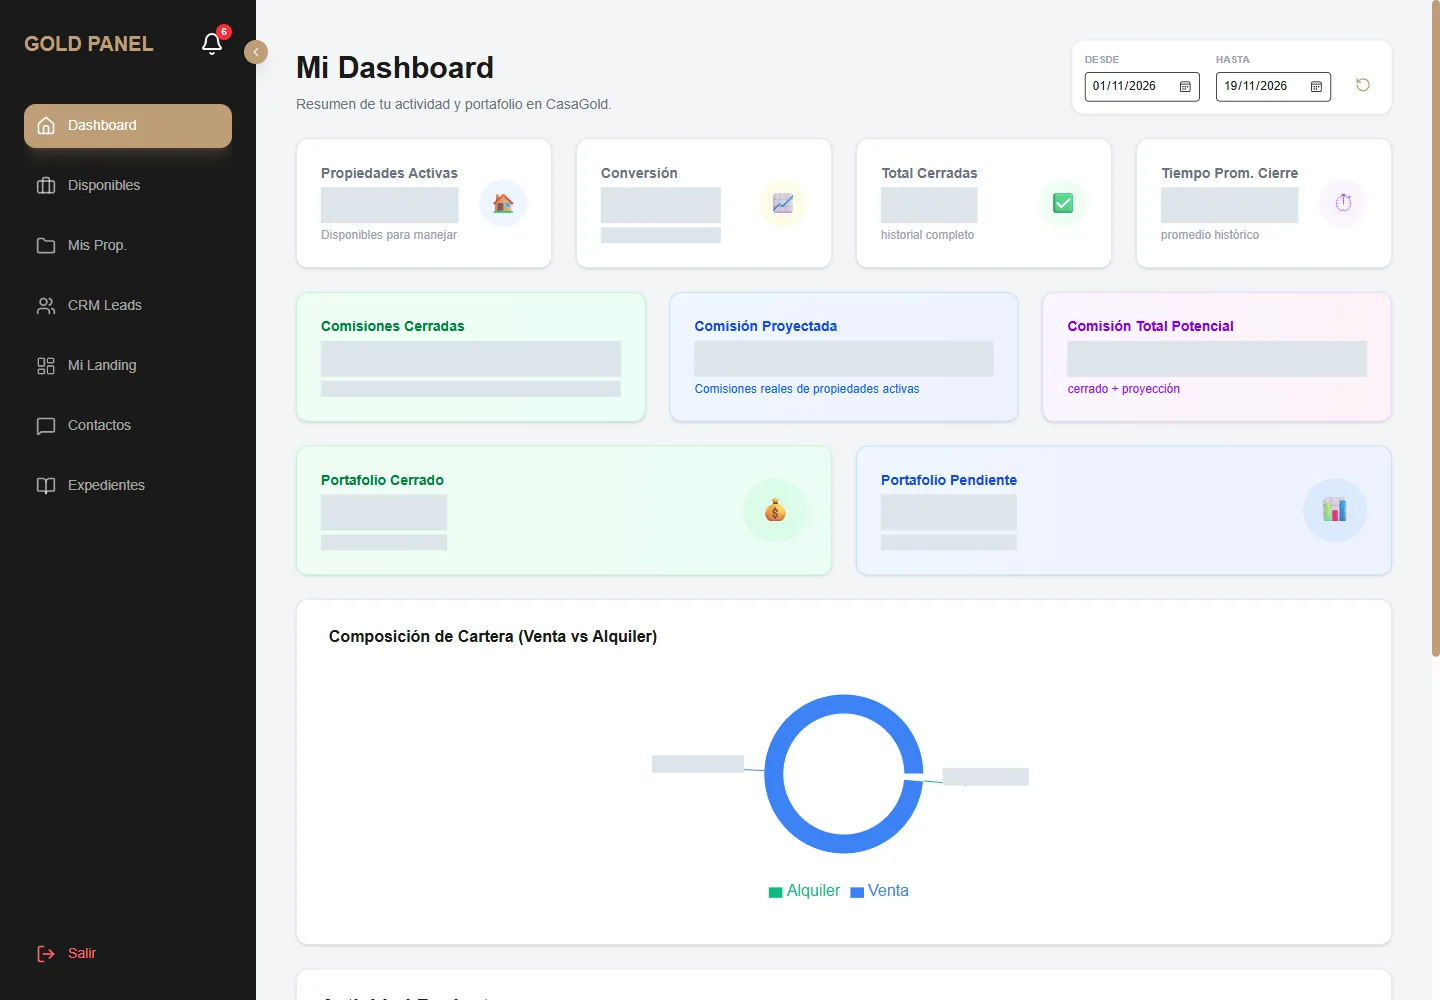 GOLD PANEL
6
Dashboard
Disponibles
Mis Prop.
CRM Leads
Mi Landing
Contactos
Expedientes
Salir
Mi Dashboard
Resumen de tu actividad y portafolio en CasaGold.
DESDE
HASTA
01/11/2026
19/11/2026
Propiedades Activas
Disponibles para manejar
Conversión
Total Cerradas
historial completo
Tiempo Prom. Cierre
promedio histórico
Comisiones Cerradas
Comisión Proyectada
Comisiones reales de propiedades activas
Comisión Total Potencial
cerrado + proyección
Portafolio Cerrado
Portafolio Pendiente
Composición de Cartera (Venta vs Alquiler)
Alquiler
Venta